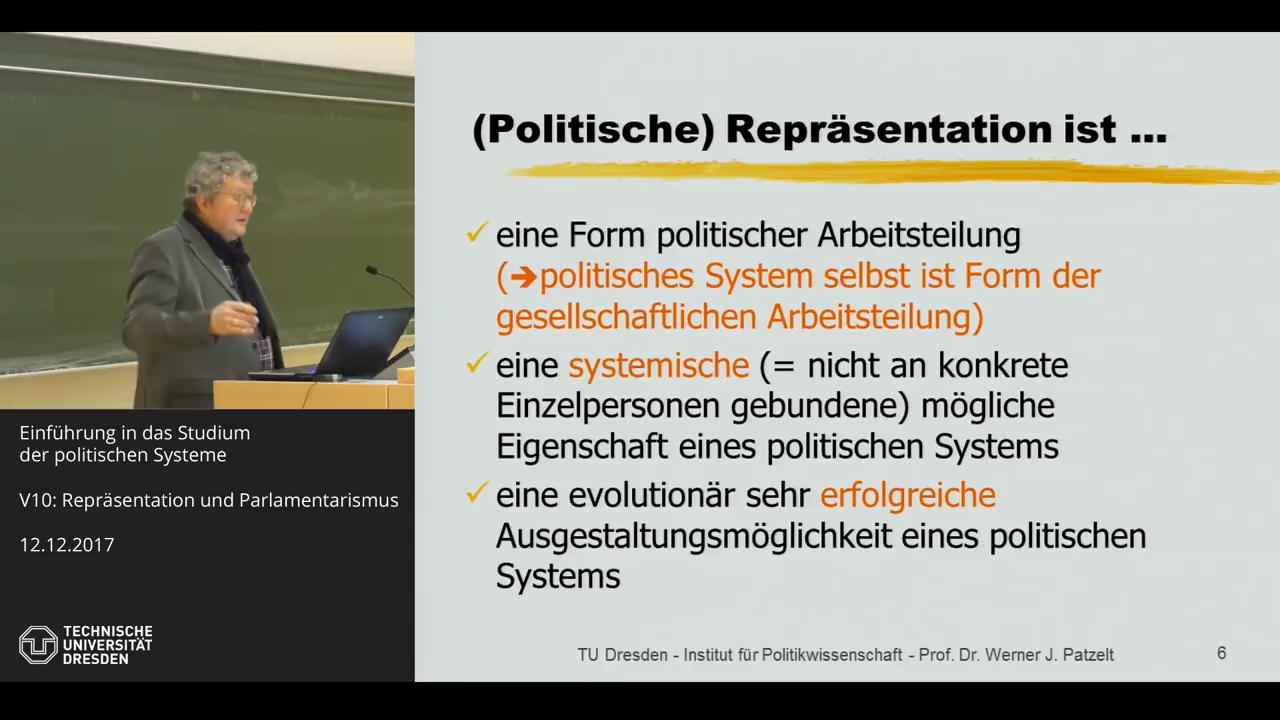 (Politische) Repräsentation ist ...
✓ eine Form politischer Arbeitsteilung
(➔politisches System selbst ist Form der
gesellschaftlichen Arbeitsteilung)
✓ eine systemische (= nicht an konkrete
Einzelpersonen gebundene) mögliche
Eigenschaft eines politischen Systems
✓ eine evolutionär sehr erfolgreiche
Ausgestaltungsmöglichkeit eines politischen
Systems
TU Dresden - Institut für Politikwissenschaft - Prof. Dr. Werner J. Patzelt
6
Einführung in das Studium
der politischen Systeme
V10: Repräsentation und Parlamentarismus
12.12.2017
TECHNISCHE
UNIVERSITÄT
DRESDEN